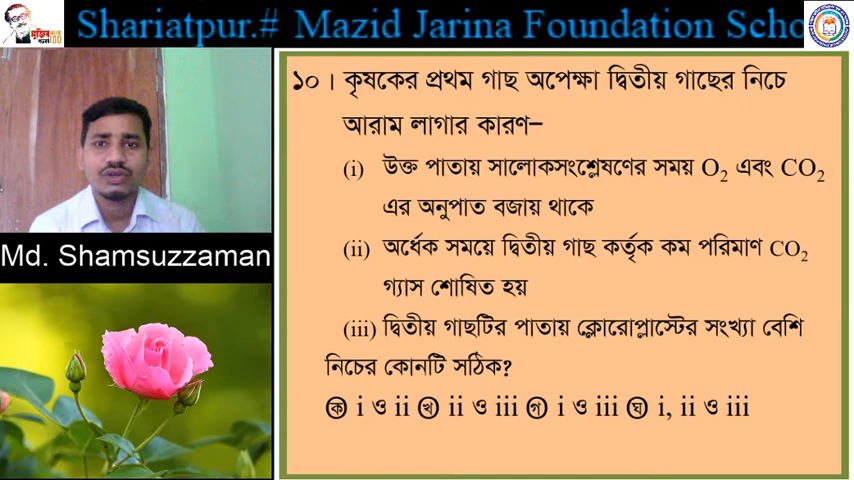 Shariatpur.# Mazid Jarina Foundation Scho
মুজিব
100
Md. Shamsuzzaman
১০। কৃষকের প্রথম গাছ অপেক্ষা দ্বিতীয় গাছের নিচে
আরাম লাগার কারণ–
(i) উক্ত পাতায় সালোকসংশ্লেষণের সময় O₂ এবং CO₂
এর অনুপাত বজায় থাকে
(ii) অর্ধেক সময়ে দ্বিতীয় গাছ কর্তৃক কম পরিমাণ CO₂
গ্যাস শোষিত হয়
(iii) দ্বিতীয় গাছটির পাতায় ক্লোরোপ্লাস্টের সংখ্যা বেশি
নিচের কোনটি সঠিক?
ⓚ i ও ii ⓚ ii ও iii ⓖ i ও iii ⓖ i, ii ও iii